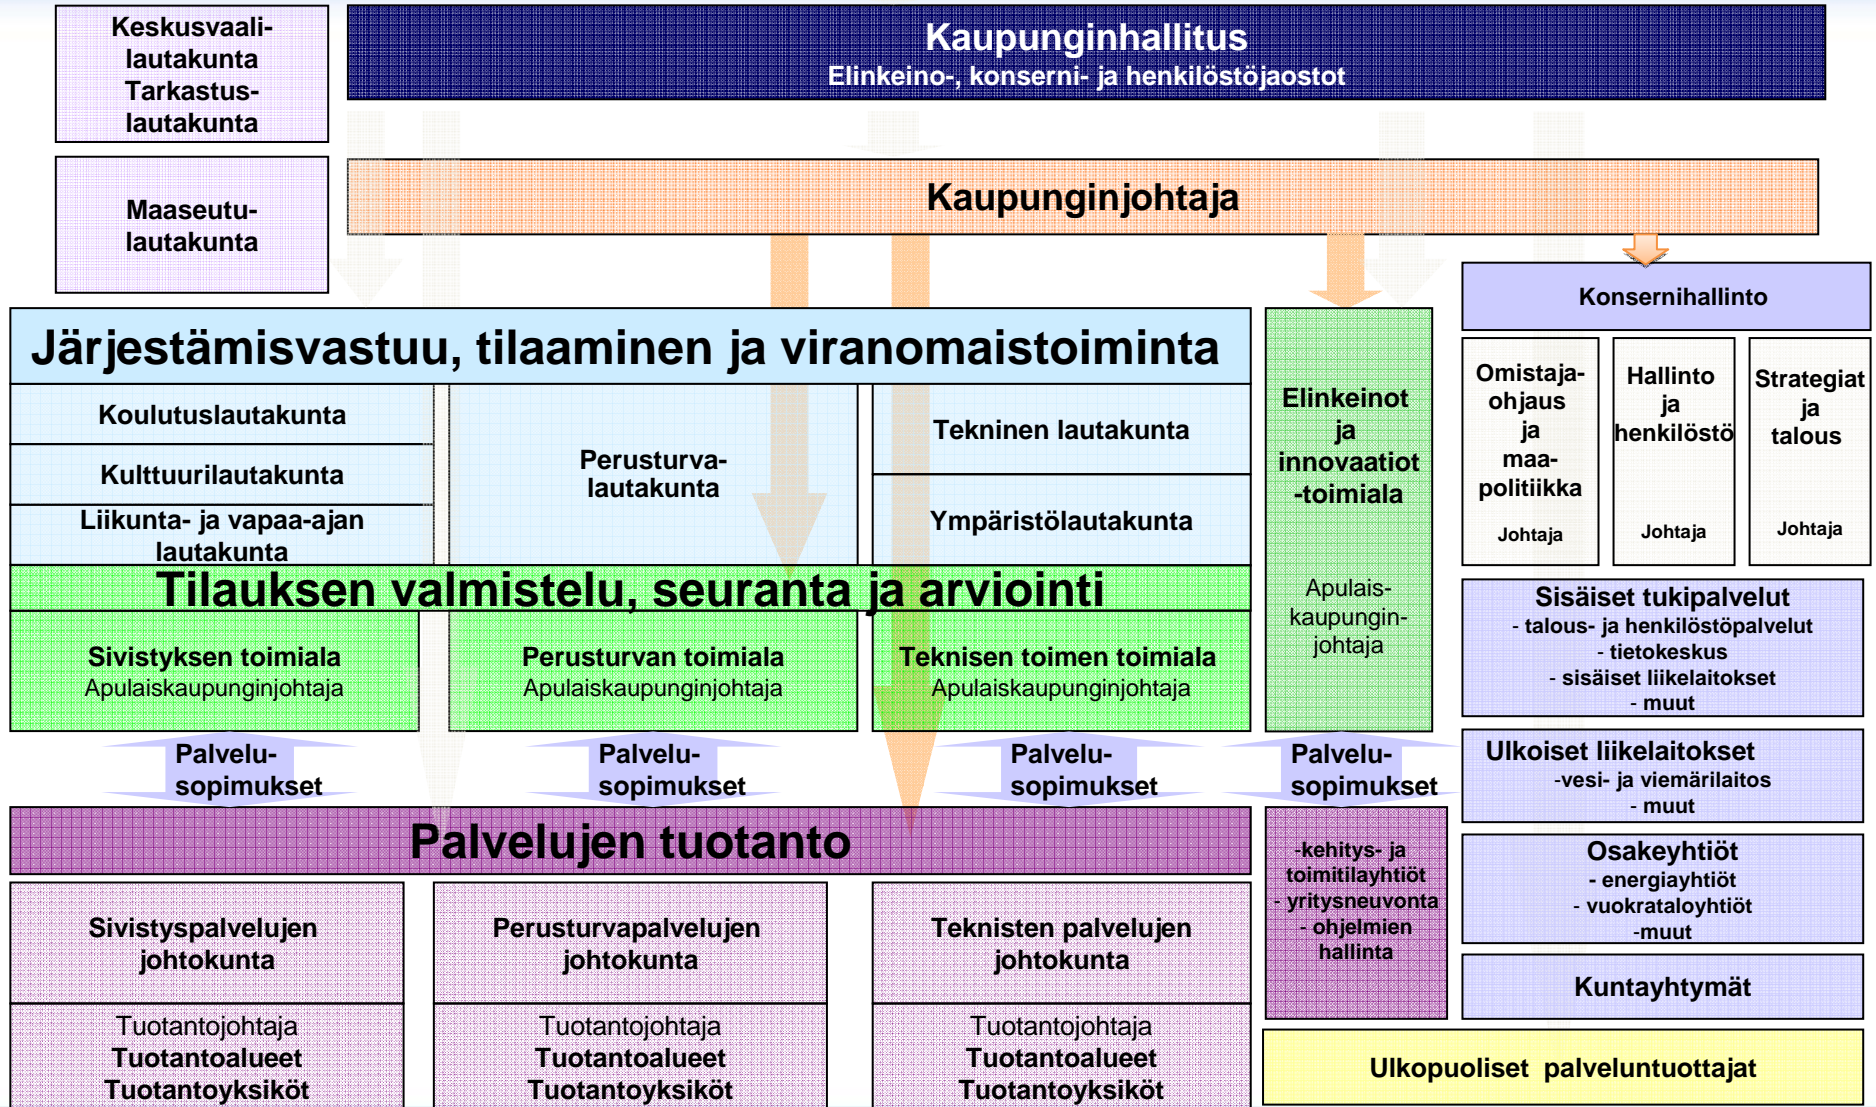 Keskusvaali-
lautakunta
Tarkastus-
lautakunta
Kaupunginhallitus
Elinkeino-, konserni- ja henkilöstöjaostot
Maaseutu-
lautakunta
Kaupunginjohtaja
Järjestämisvastuu, tilaaminen ja viranomaistoiminta
Koulutuslautakunta
Kulttuurilautakunta
Liikunta- ja vapaa-ajan
lautakunta
Perusturva-
lautakunta
Tekninen lautakunta
Ympäristölautakunta
Tilauksen valmistelu, seuranta ja arviointi
Sivistyksen toimiala
Apulaiskaupunginjohtaja
Perusturvan toimiala
Apulaiskaupunginjohtaja
Teknisen toimen toimiala
Apulaiskaupunginjohtaja
Elinkeinot
ja
innovaatiot
-toimiala
Apulais-
kaupungin-
johtaja
Konsernihallinto
Omistaja-
ohjaus
ja
maa-
politiikka
Johtaja
Hallinto
ja
henkilöstö
Johtaja
Strategiat
ja
talous
Johtaja
Sisäiset tukipalvelut
- talous- ja henkilöstöpalvelut
- tietokeskus
- sisäiset liikelaitokset
- muut
Palvelu-
sopimukset
Palvelu-
sopimukset
Palvelu-
sopimukset
Palvelu-
sopimukset
Ulkoiset liikelaitokset
-vesi- ja viemärilaitos
- muut
Palvelujen tuotanto
-kehitys- ja
toimitilayhtiöt
- yritysneuvonta
- ohjelmien
hallinta
Osakeyhtiöt
- energiayhtiöt
- vuokrataloyhtiöt
-muut
Kuntayhtymät
Sivistyspalvelujen
johtokunta
Tuotantojohtaja
Tuotantoalueet
Tuotantoyksiköt
Perusturvapalvelujen
johtokunta
Tuotantojohtaja
Tuotantoalueet
Tuotantoyksiköt
Teknisten palvelujen
johtokunta
Tuotantojohtaja
Tuotantoalueet
Tuotantoyksiköt
Ulkopuoliset palveluntuottajat